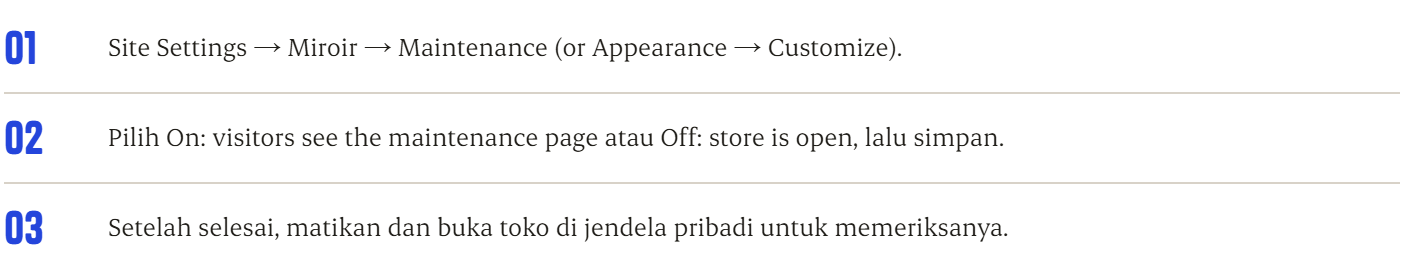 01 Site Settings → Miroir → Maintenance (or Appearance → Customize).
02 Pilih On: visitors see the maintenance page atau Off: store is open, lalu simpan.
03 Setelah selesai, matikan dan buka toko di jendela pribadi untuk memeriksanya.